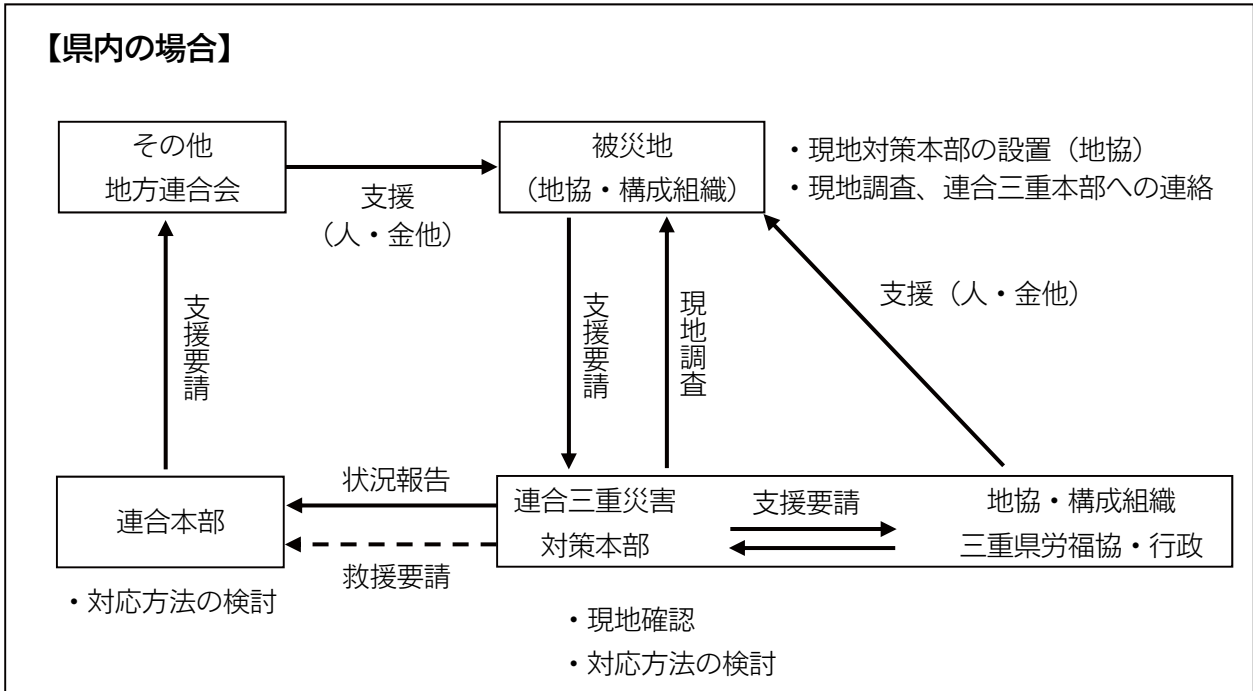 【県内の場合】
その他
地方連合会
支援
（人・金他）
被災地
（地協・構成組織）
・現地対策本部の設置（地協）
・現地調査、連合三重本部への連絡
支援要請
支援要請
現地調査
支援（人・金他）
連合本部
・対応方法の検討
状況報告
救援要請
連合三重災害
対策本部
支援要請
地協・構成組織
三重県労福協・行政
・現地確認
・対応方法の検討